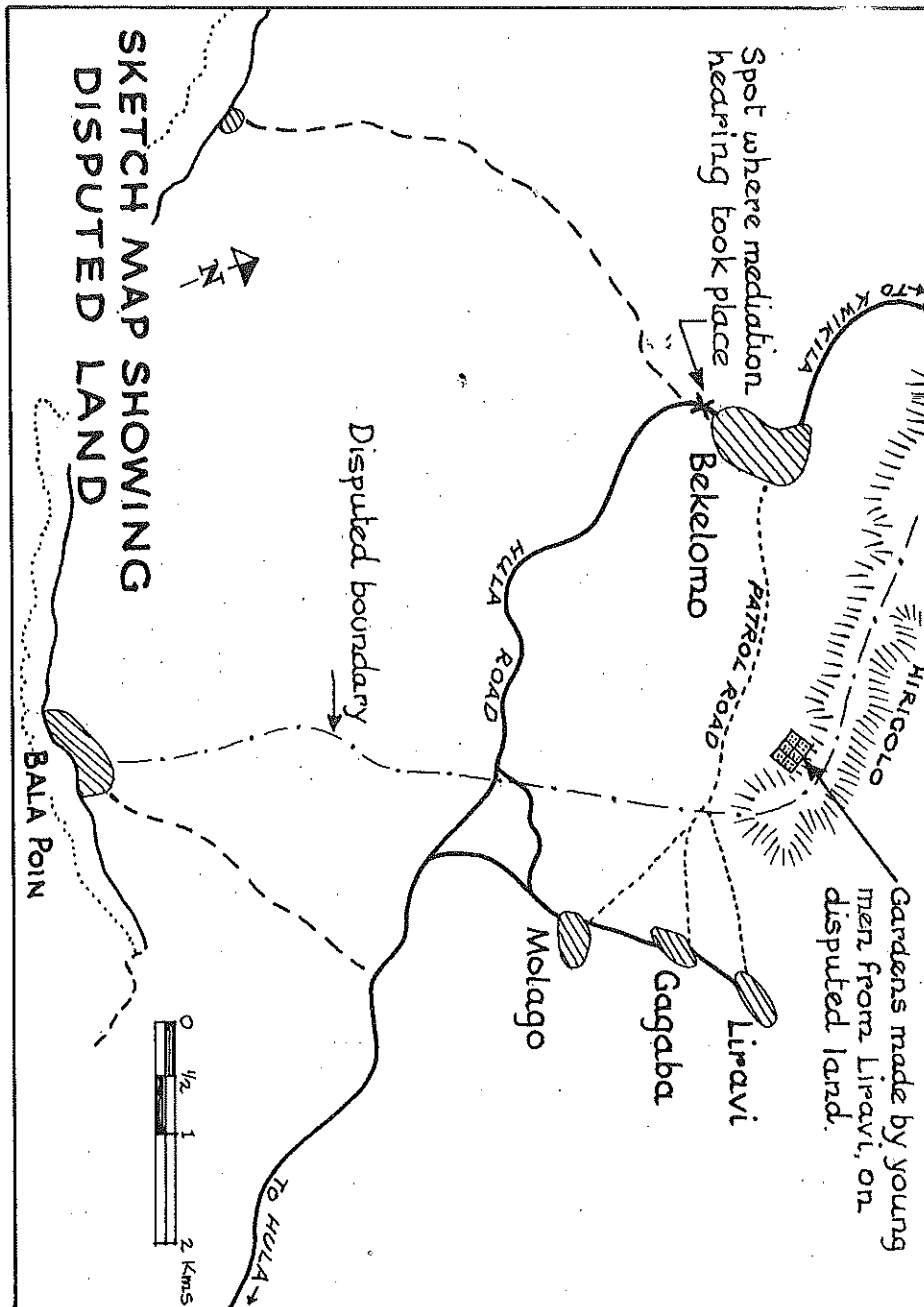 ↰TO
KWIKILA
HIRIGOLO
Spot where mediation
hearing took place
Bekelomo
PATROL ROAD
Gardens made by young
men from Liravi, on
disputed land.
Liravi
Gagaba
Molago
HULA ROAD
Disputed boundary
N
BALA POIN
TO HULA →
SKETCH MAP SHOWING
DISPUTED LAND
0 ½ 1 2 Kms